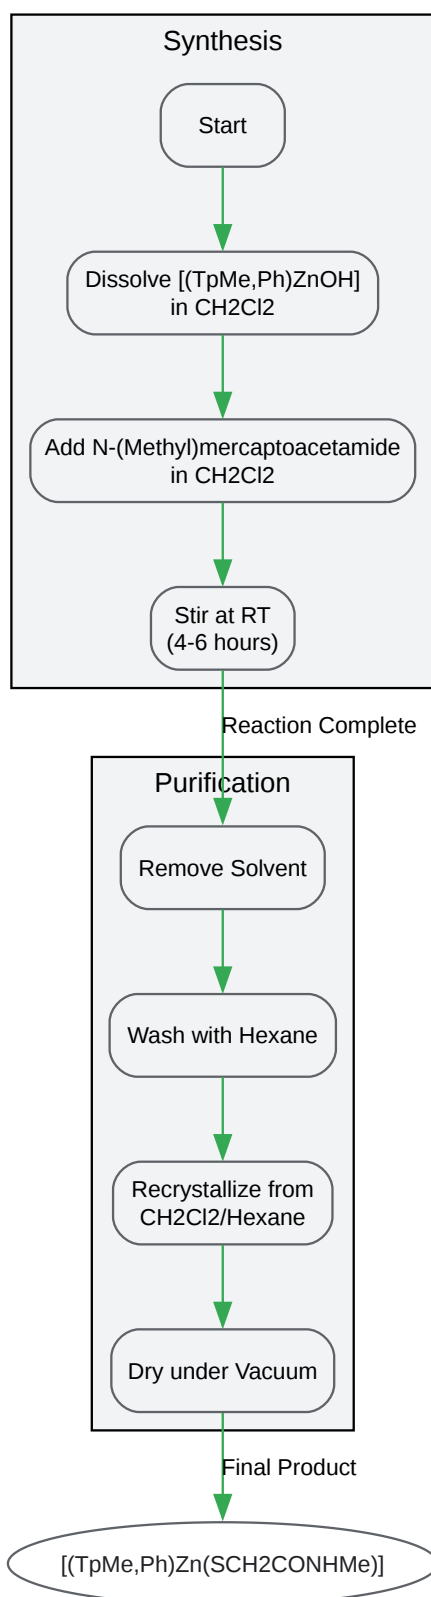 Synthesis
Start
Dissolve [(TpMe,Ph)ZnOH]
in CH2Cl2
Add N-(Methyl)mercaptoacetamide
in CH2Cl2
Stir at RT
(4-6 hours)
Reaction Complete
Purification
Remove Solvent
Wash with Hexane
Recrystallize from
CH2Cl2/Hexane
Dry under Vacuum
Final Product
[(TpMe,Ph)Zn(SCH2CONHMe)]